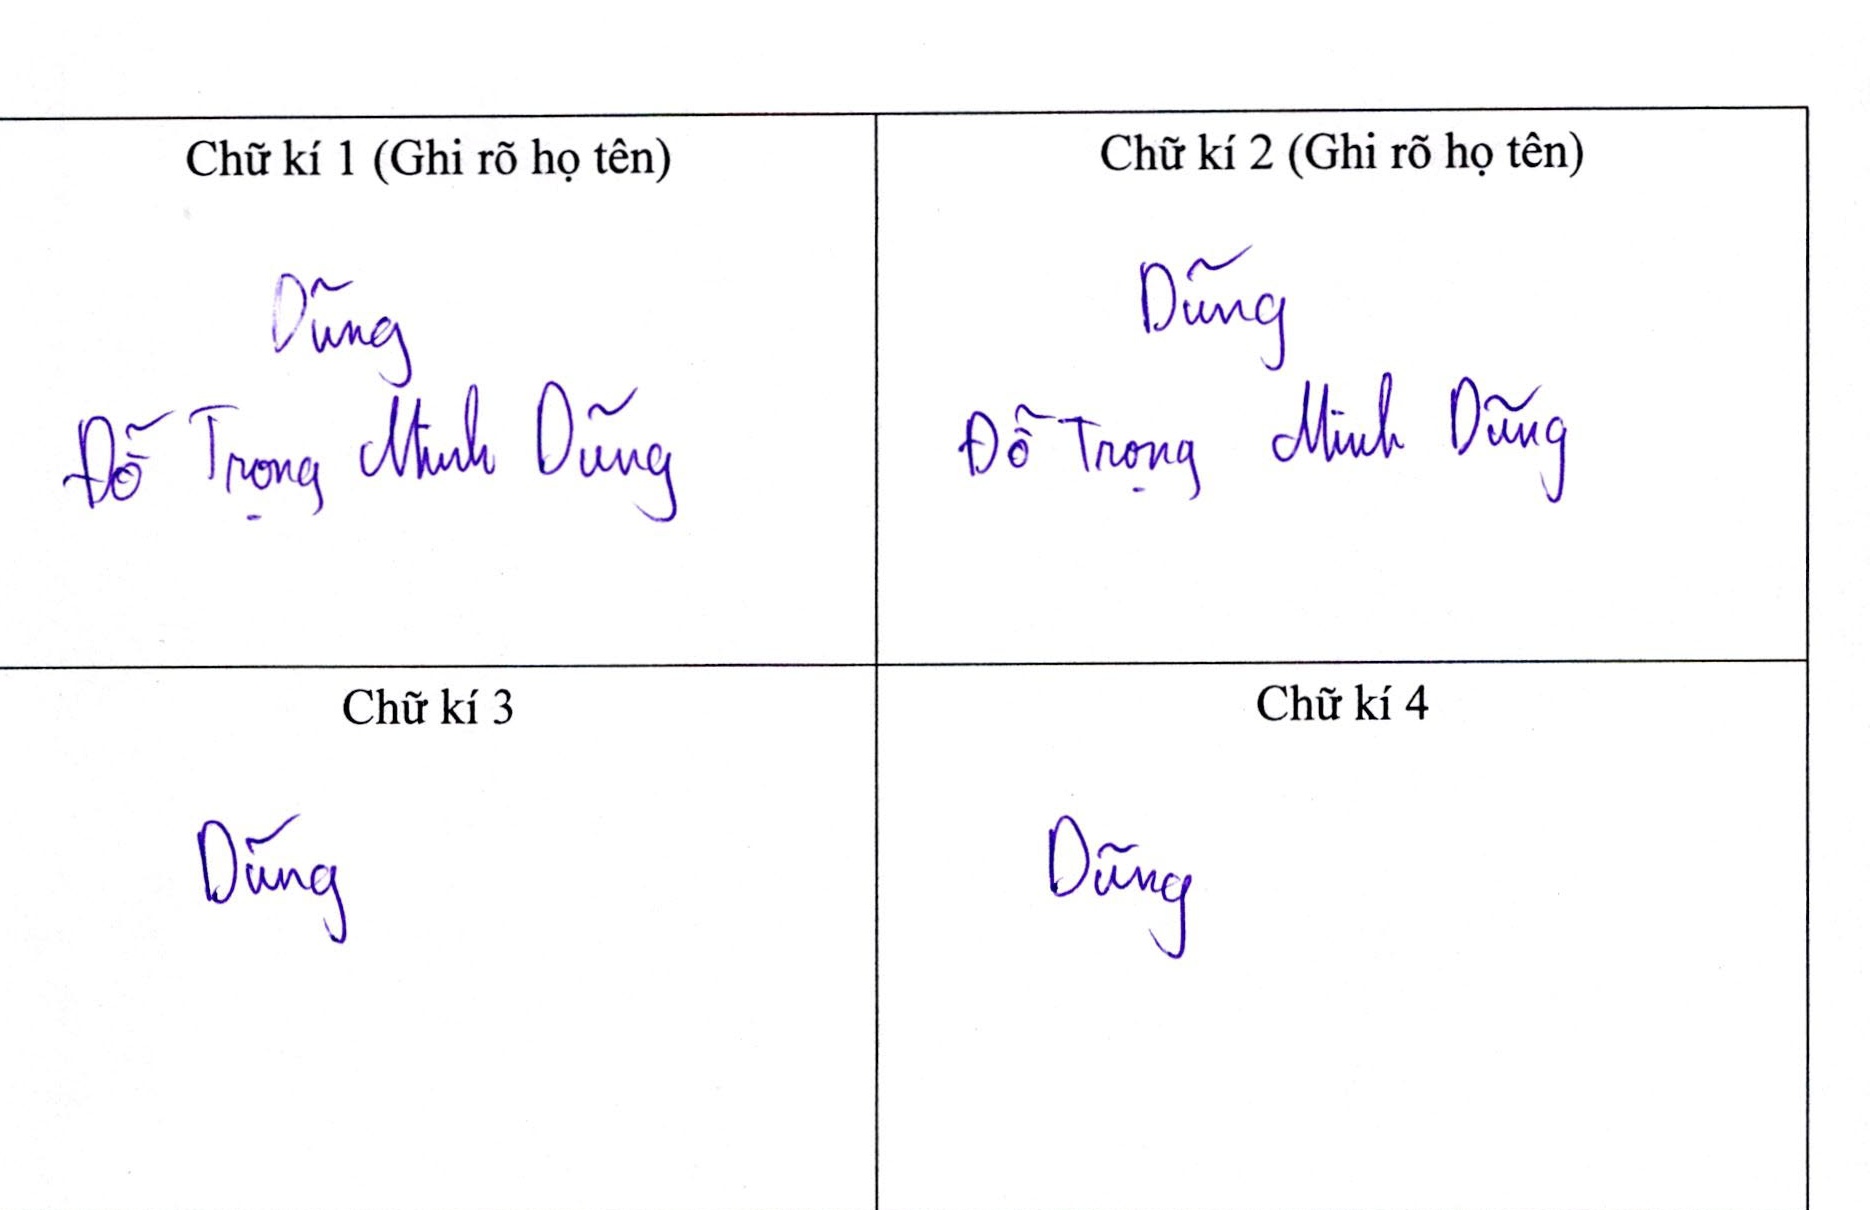 Chữ kí 1 (Ghi rõ họ tên)
Dũng
Đỗ Trọng Minh Dũng
Chữ kí 2 (Ghi rõ họ tên)
Dũng
Đỗ Trọng Minh Dũng
Chữ kí 3
Dũng
Chữ kí 4
Dũng